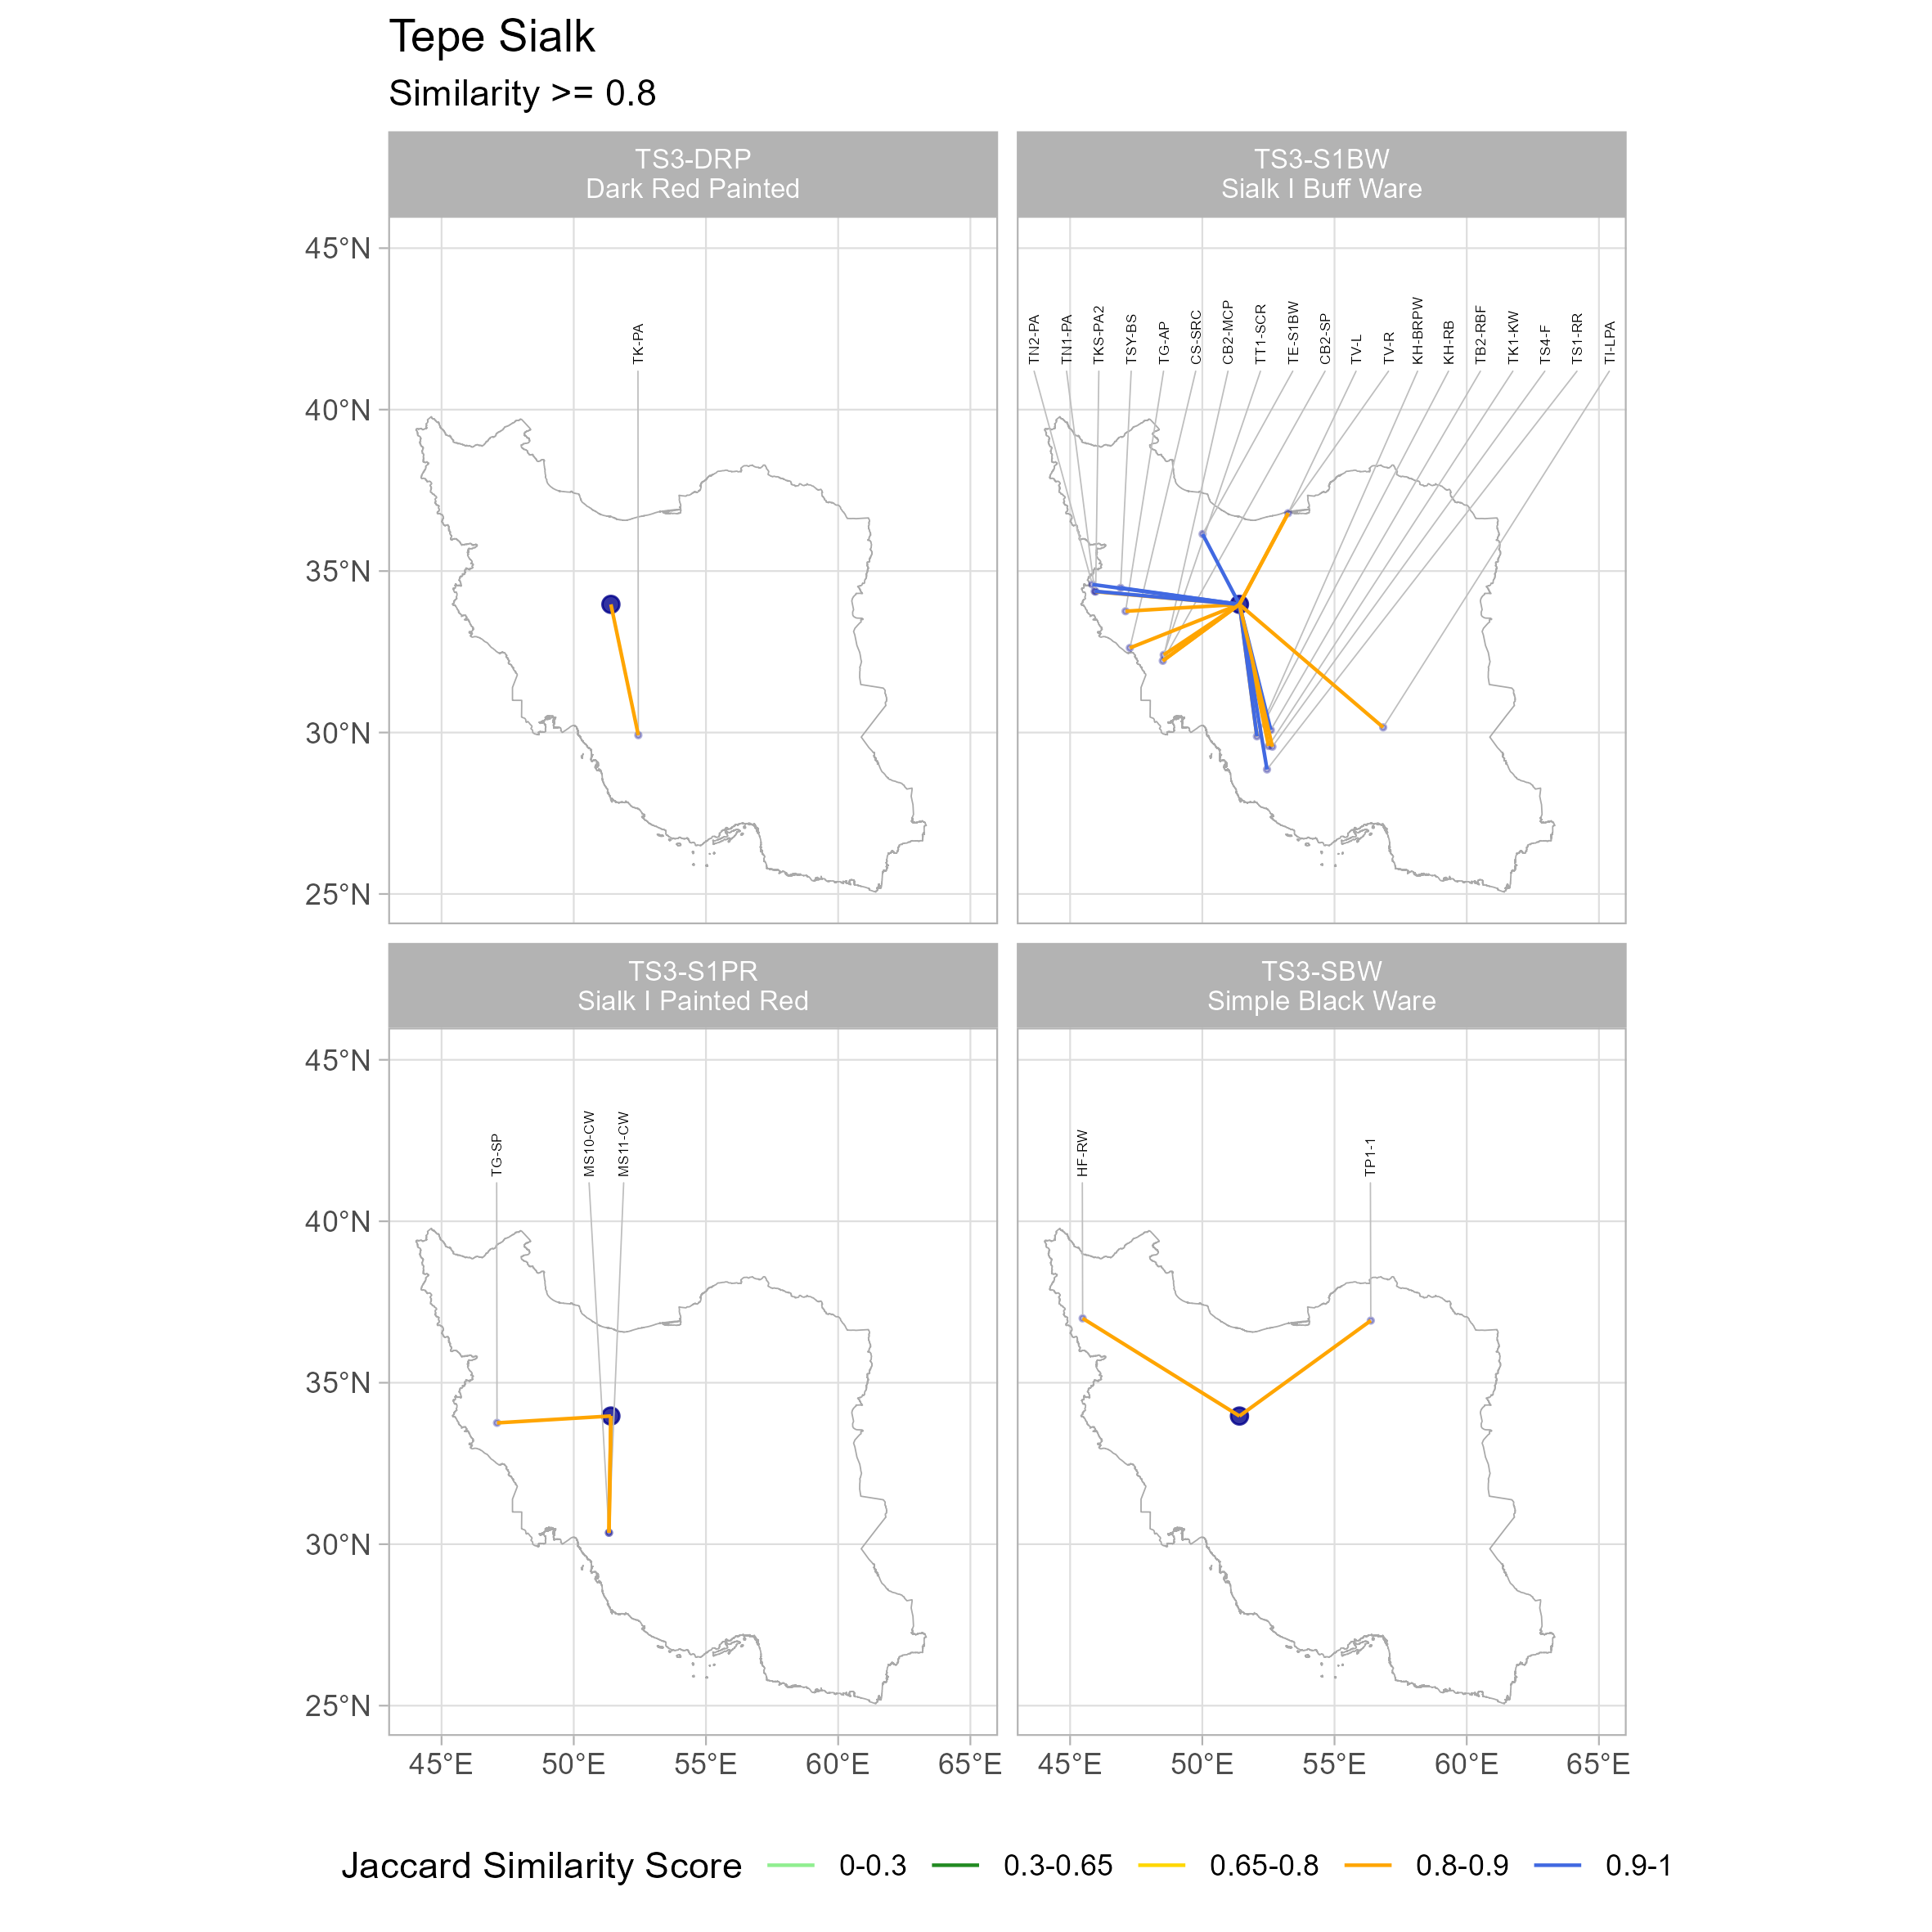 Tepe Sialk
Similarity >= 0.8
TS3-DRP
Dark Red Painted
TS3-S1BW
Sialk I Buff Ware
45°N
40°N
35°N
30°N
25°N
TK-PA
TN2-PA
TN1-PA
TKS-PA2
TSY-BS
TG-AP
CS-SRC
CB2-MCP
TT1-SCR
TE-S1BW
CB2-SP
TV-L
TV-R
KH-BRPW
KH-RB
TB2-RBF
TK1-KW
TS4-F
TS1-RR
TI-LPA
TS3-S1PR
Sialk I Painted Red
TS3-SBW
Simple Black Ware
45°N
40°N
35°N
30°N
25°N
TG-SP
MS10-CW
MS11-CW
HF-RW
TP1-1
45°E 50°E 55°E 60°E 65°E 45°E 50°E 55°E 60°E 65°E
Jaccard Similarity Score 0-0.3 0.3-0.65 0.65-0.8 0.8-0.9 0.9-1